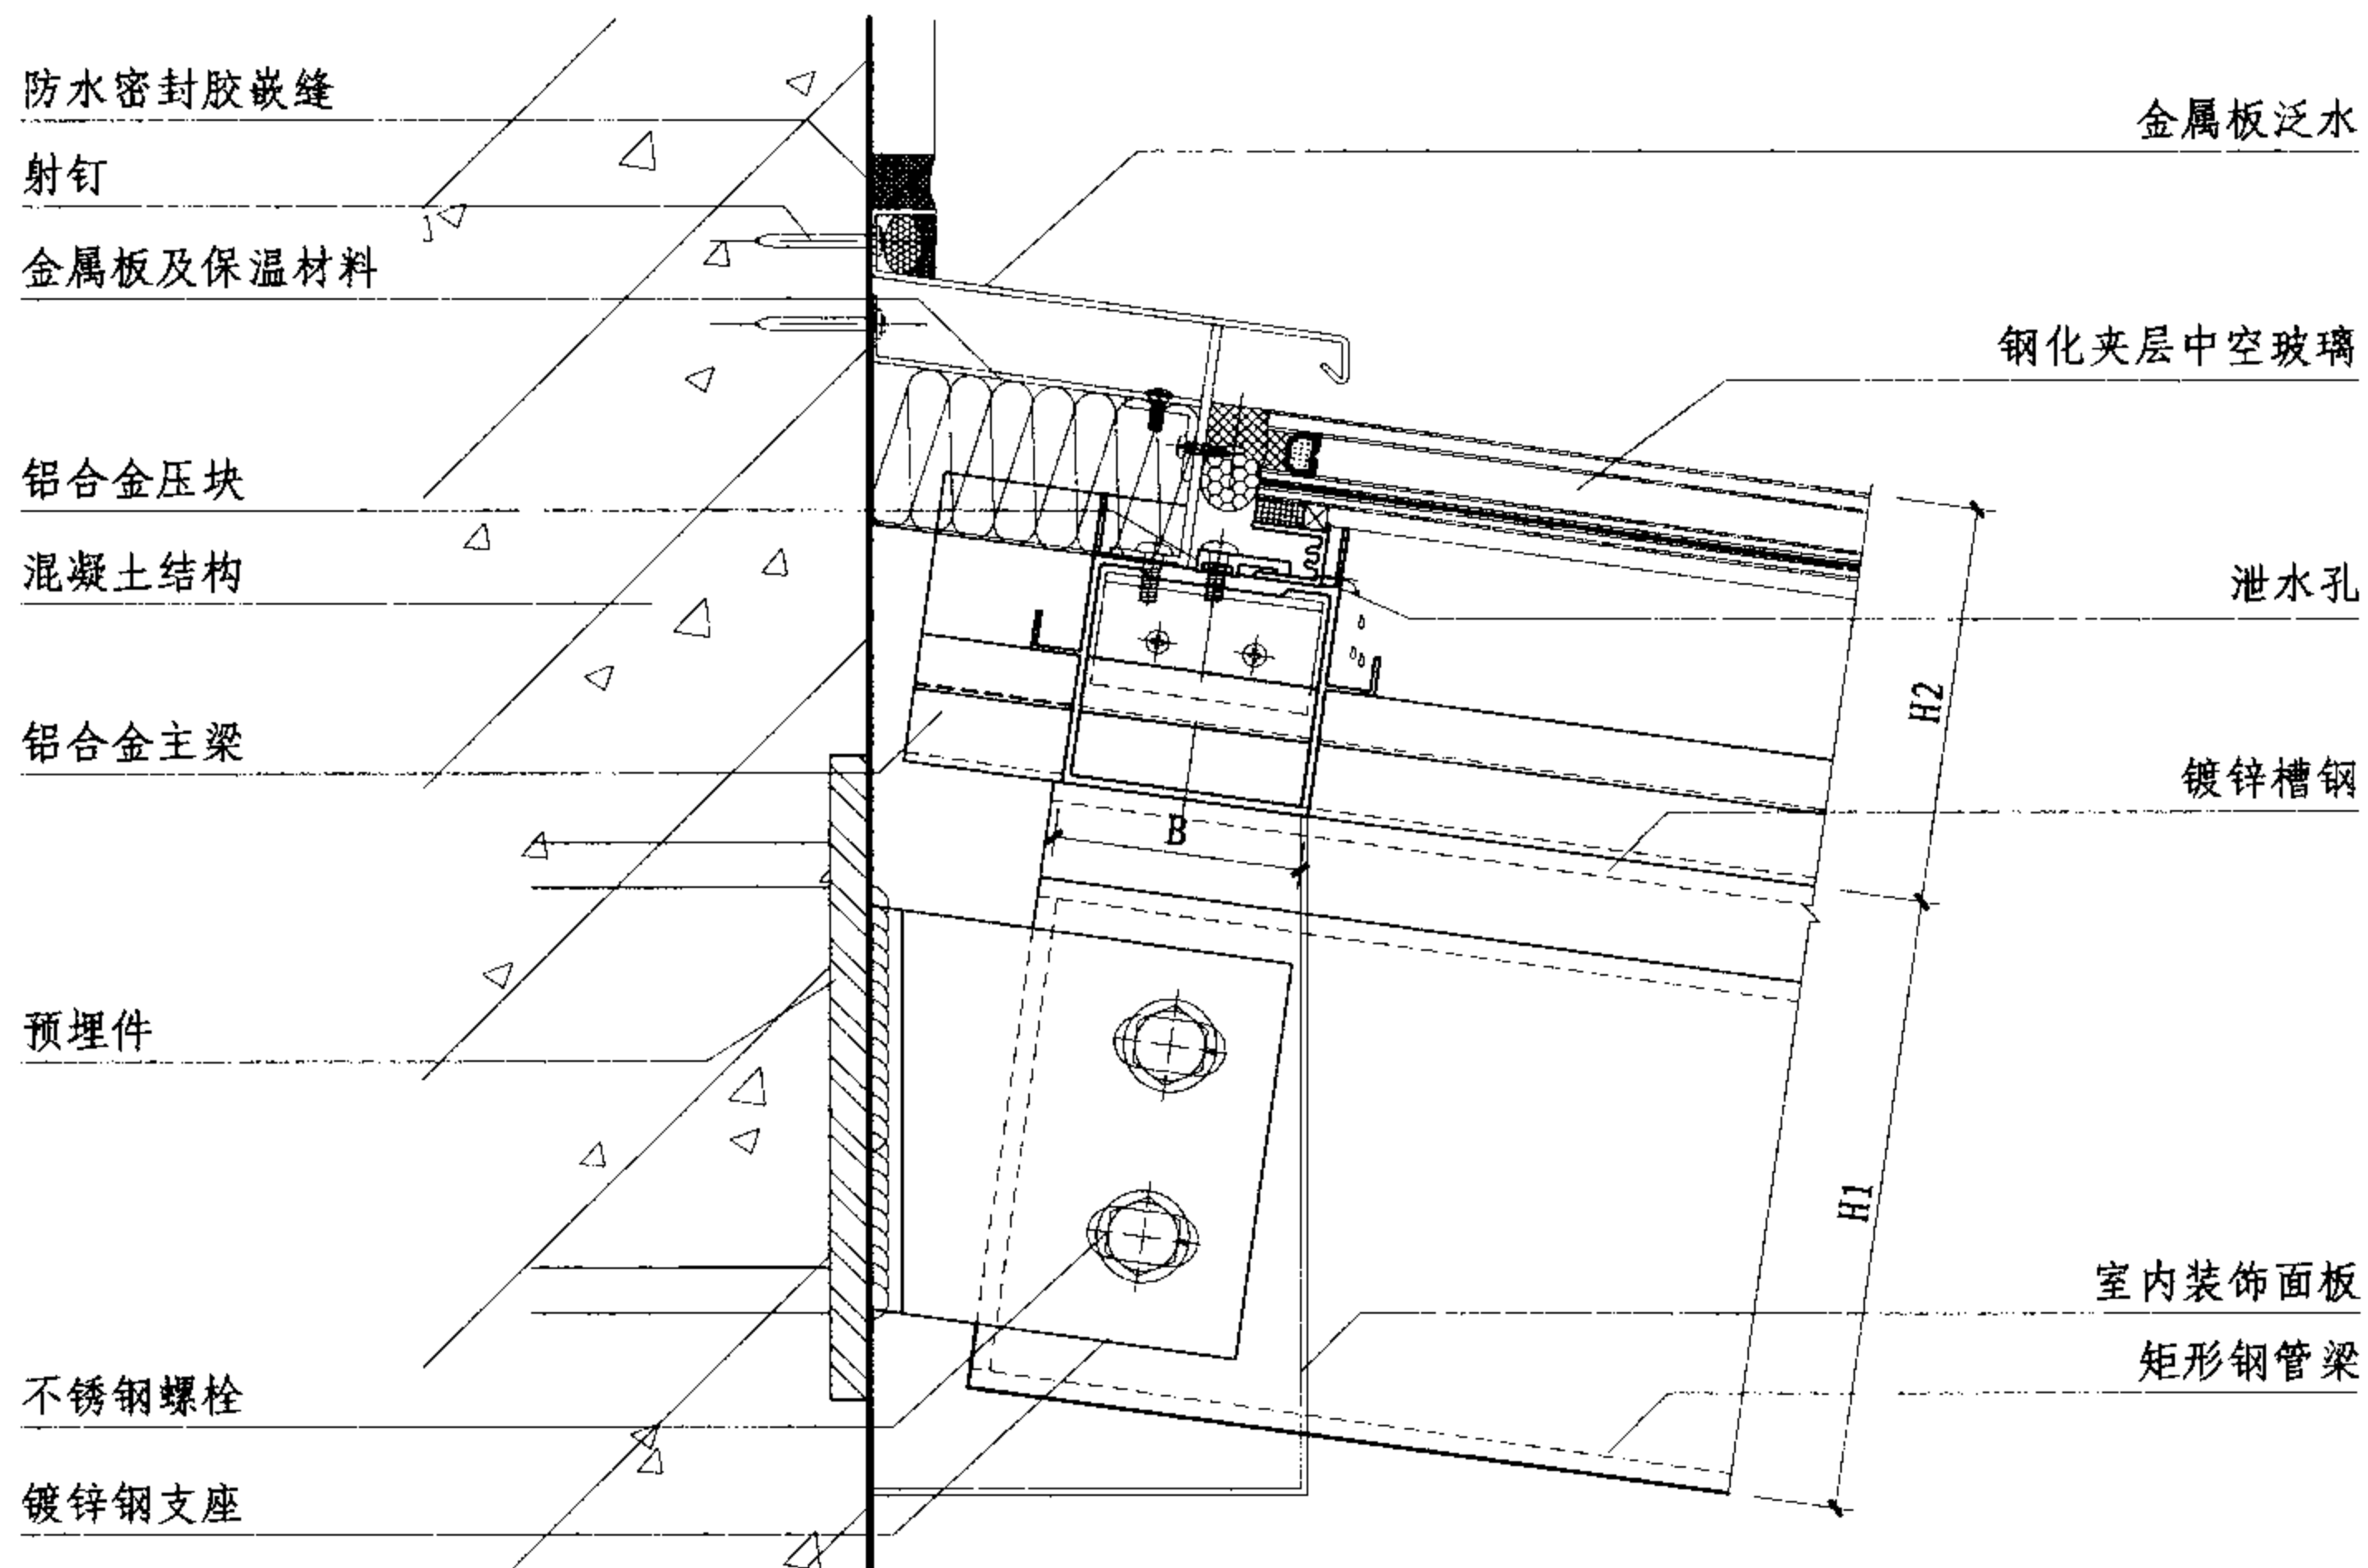 防水密封胶嵌缝
射钉
金属板及保温材料
铝合金压块
混凝土结构
铝合金主梁
预埋件
不锈钢螺栓
镀锌钢支座
金属板泛水
钢化夹层中空玻璃
泄水孔
H2
镀锌槽钢
B
H1
室内装饰面板
矩形钢管梁